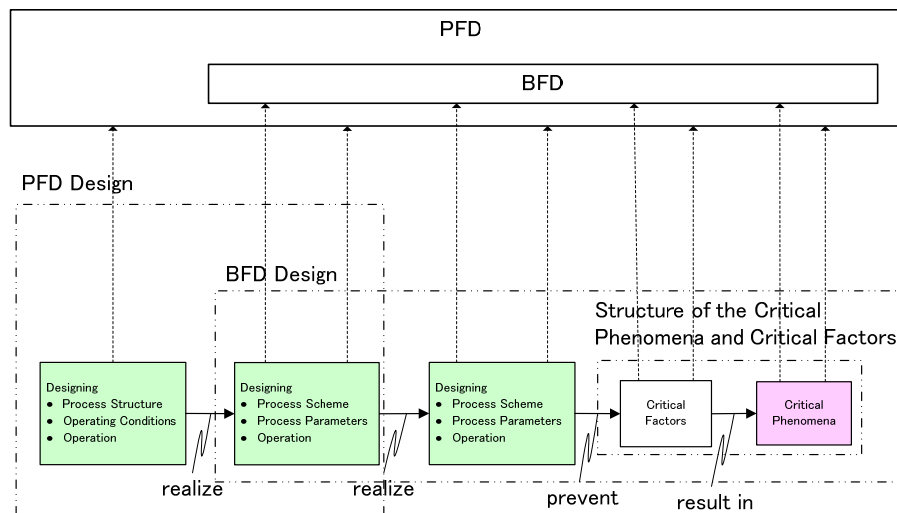 PFD
BFD
PFD Design
BFD Design
Structure of the Critical
Phenomena and Critical Factors
Designing
● Process Structure
● Operating Conditions
● Operation
Designing
● Process Scheme
● Process Parameters
● Operation
Designing
● Process Scheme
● Process Parameters
● Operation
Critical
Factors
Critical
Phenomena
realize
realize
prevent
result in